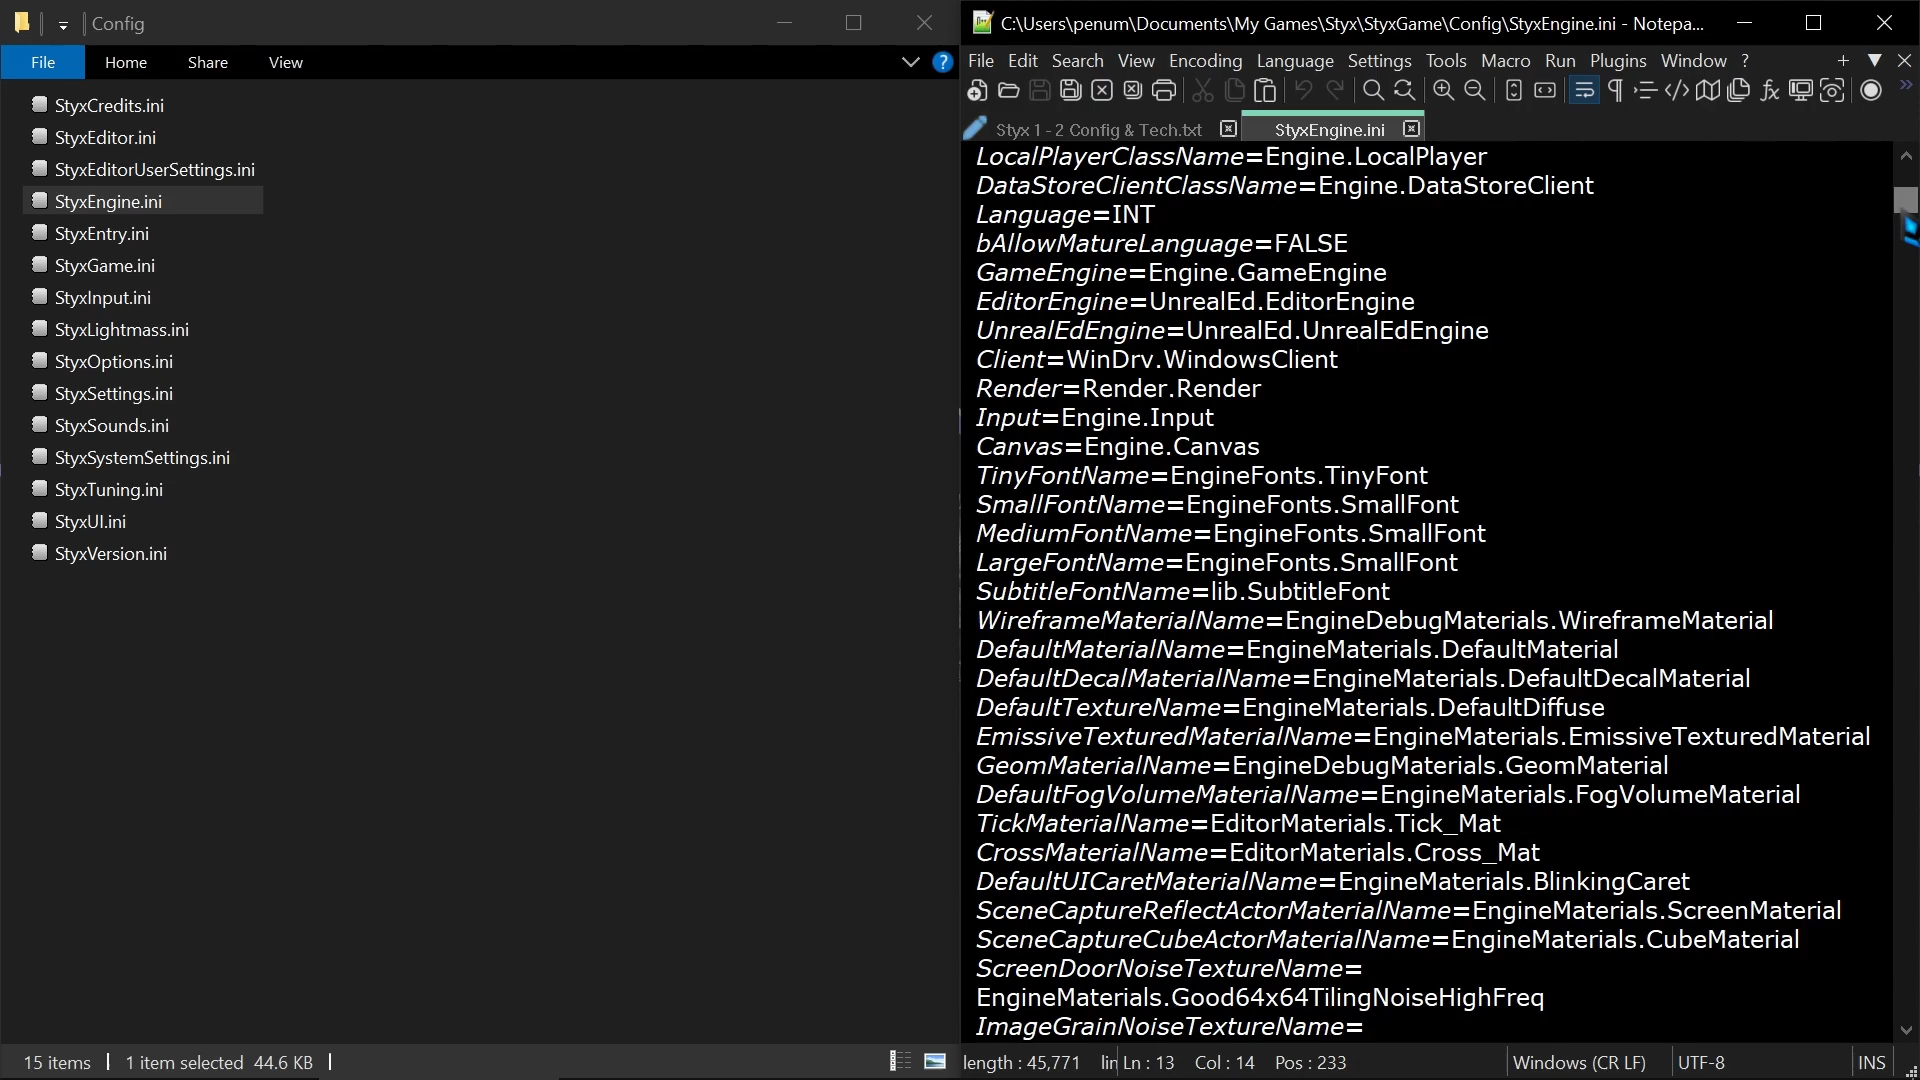 Config
File Home Share View
StyxCredits.ini
StyxEditor.ini
StyxEditorUserSettings.ini
StyxEngine.ini
StyxEntry.ini
StyxGame.ini
StyxInput.ini
StyxLightmass.ini
StyxOptions.ini
StyxSettings.ini
StyxSounds.ini
StyxSystemSettings.ini
StyxTuning.ini
StyxUI.ini
StyxVersion.ini
15 items 1 item selected 44.6 KB
C:\Users\penum\Documents\My Games\Styx\StyxGame\Config\StyxEngine.ini - Notepa...
File Edit Search View Encoding Language Settings Tools Macro Run Plugins Window ?
Styx 1 - 2 Config & Tech.txt StyxEngine.ini
LocalPlayerClassName=Engine.LocalPlayer
DataStoreClientClassName=Engine.DataStoreClient
Language=INT
bAllowMatureLanguage=FALSE
GameEngine=Engine.GameEngine
EditorEngine=UnrealEd.EditorEngine
UnrealEdEngine=UnrealEd.UnrealEdEngine
Client=WinDrv.WindowsClient
Render=Render.Render
Input=Engine.Input
Canvas=Engine.Canvas
TinyFontName=EngineFonts.TinyFont
SmallFontName=EngineFonts.SmallFont
MediumFontName=EngineFonts.SmallFont
LargeFontName=EngineFonts.SmallFont
SubtitleFontName=lib.SubtitleFont
WireframeMaterialName=EngineDebugMaterials.WireframeMaterial
DefaultMaterialName=EngineMaterials.DefaultMaterial
DefaultDecalMaterialName=EngineMaterials.DefaultDecalMaterial
DefaultTextureName=EngineMaterials.DefaultDiffuse
EmissiveTexturedMaterialName=EngineMaterials.EmissiveTexturedMaterial
GeomMaterialName=EngineDebugMaterials.GeomMaterial
DefaultFogVolumeMaterialName=EngineMaterials.FogVolumeMaterial
TickMaterialName=EditorMaterials.Tick_Mat
CrossMaterialName=EditorMaterials.Cross_Mat
DefaultUICaretMaterialName=EngineMaterials.BlinkingCaret
SceneCaptureReflectActorMaterialName=EngineMaterials.ScreenMaterial
SceneCaptureCubeActorMaterialName=EngineMaterials.CubeMaterial
ScreenDoorNoiseTextureName=
EngineMaterials.Good64x64TilingNoiseHighFreq
ImageGrainNoiseTextureName=
length : 45,771 lin Ln : 13 Col : 14 Pos : 233 Windows (CR LF) UTF-8 INS